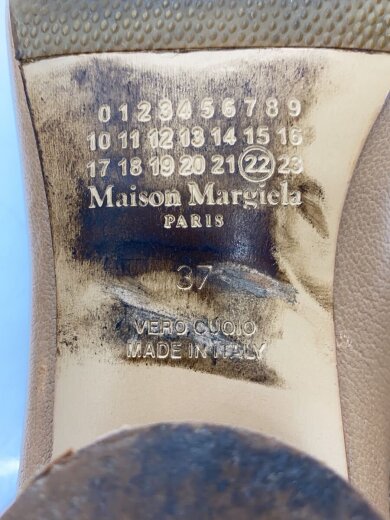 0 1 2 3 4 5 6 7 8 9
10 11 12 13 14 15 16
17 18 19 20 21 22 23
Maison Margiela
PARIS
37
VERO CUOIO
MADE IN ITALY